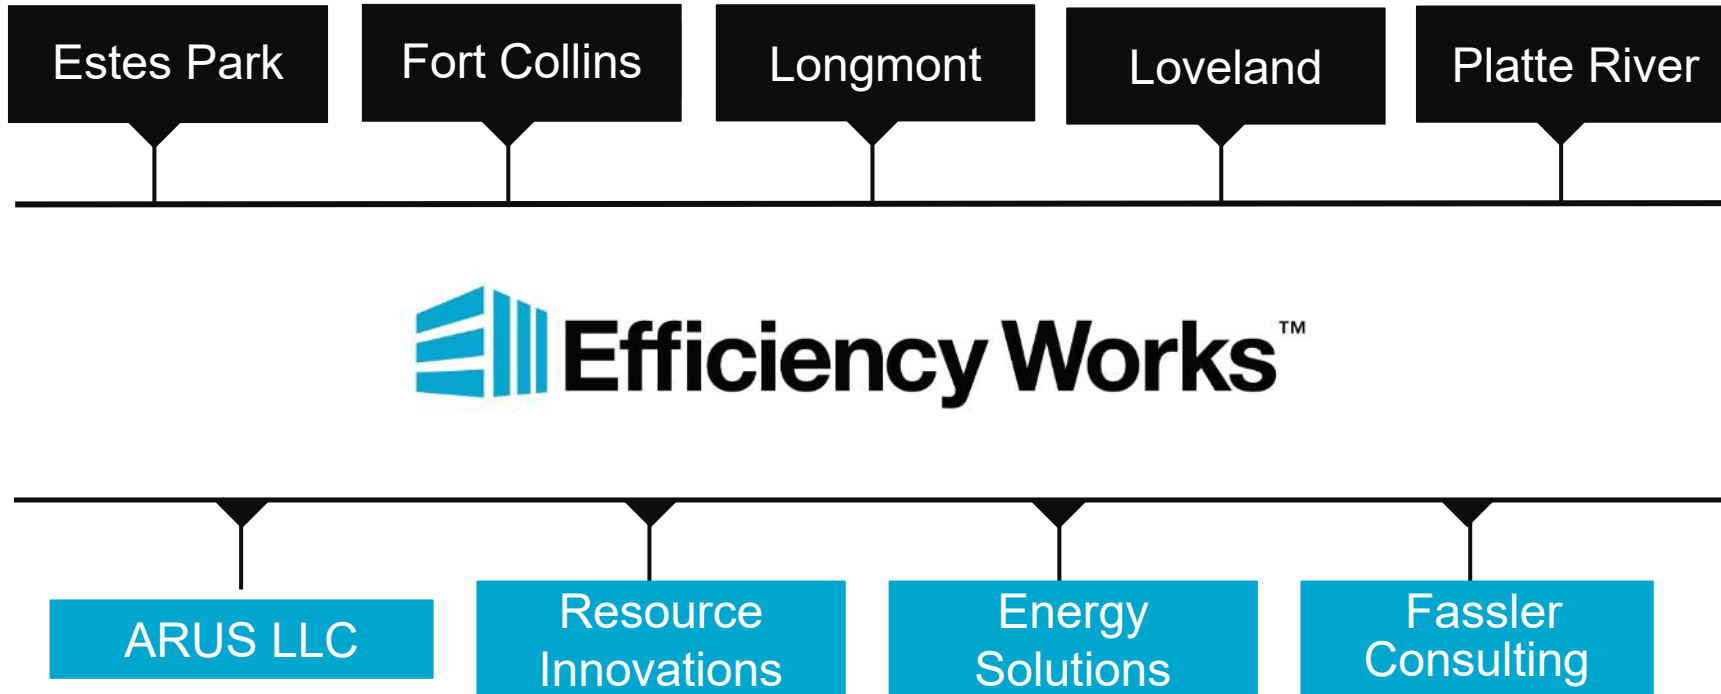 Estes Park
Fort Collins
Longmont
Loveland
Platte River
Efficiency Works™
ARUS LLC
Resource
Innovations
Energy
Solutions
Fassler
Consulting